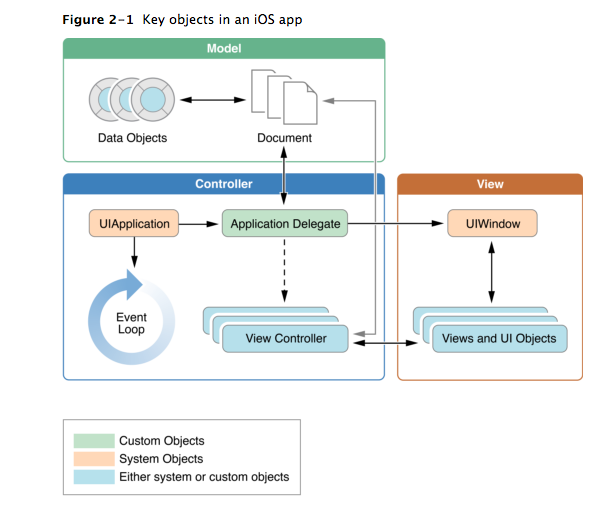 Figure 2-1 Key objects in an iOS app
Model
Data Objects
Document
Controller
View
UIApplication
Application Delegate
UIWindow
Event
Loop
View Controller
Views and UI Objects
Custom Objects
System Objects
Either system or custom objects